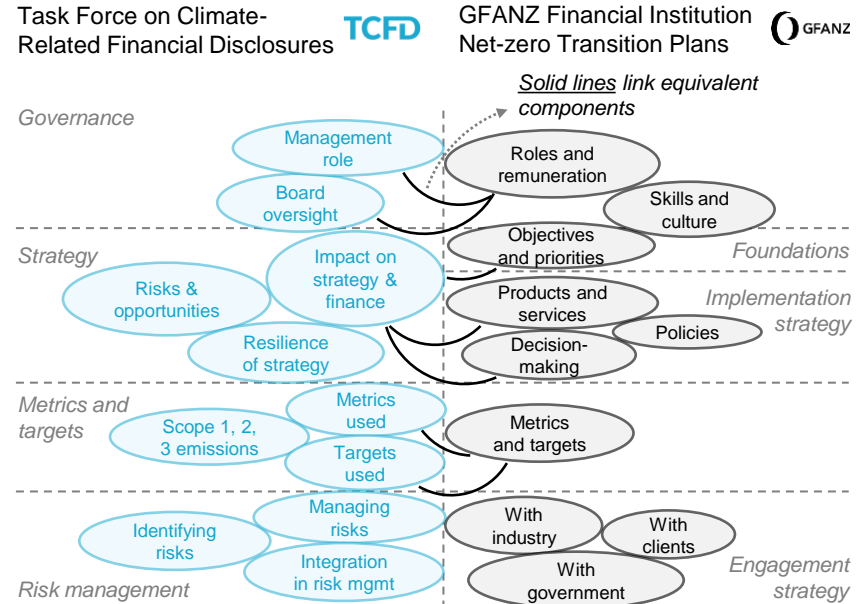 Task Force on Climate-
Related Financial Disclosures
TCFD
GFANZ Financial Institution
Net-zero Transition Plans
GFANZ
Solid lines link equivalent
components
Governance
Management
role
Board
oversight
Roles and
remuneration
Skills and
culture
Strategy
Impact on
strategy &
finance
Risks &
opportunities
Resilience
of strategy
Objectives
and priorities
Foundations
Products and
services
Implementation
strategy
Policies
Decision-
making
Metrics and
targets
Metrics
used
Scope 1, 2,
3 emissions
Targets
used
Metrics
and targets
Managing
risks
Identifying
risks
Integration
in risk mgmt
Risk management
With
industry
With
clients
With
government
Engagement
strategy